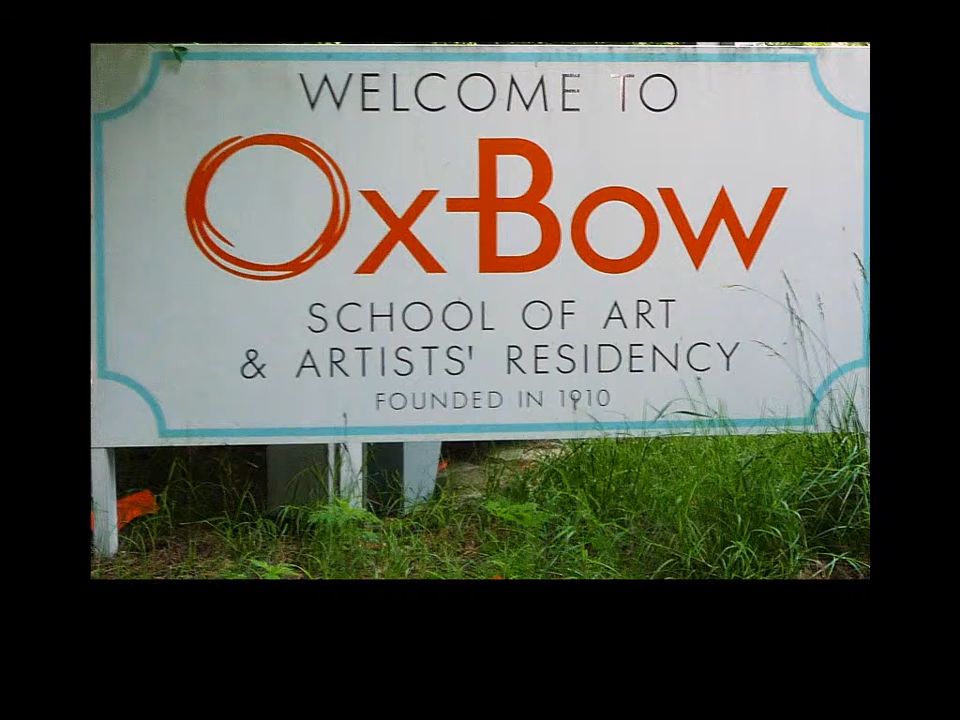 WELCOME TO
OxBow
SCHOOL OF ART
& ARTISTS' RESIDENCY
FOUNDED IN 1910